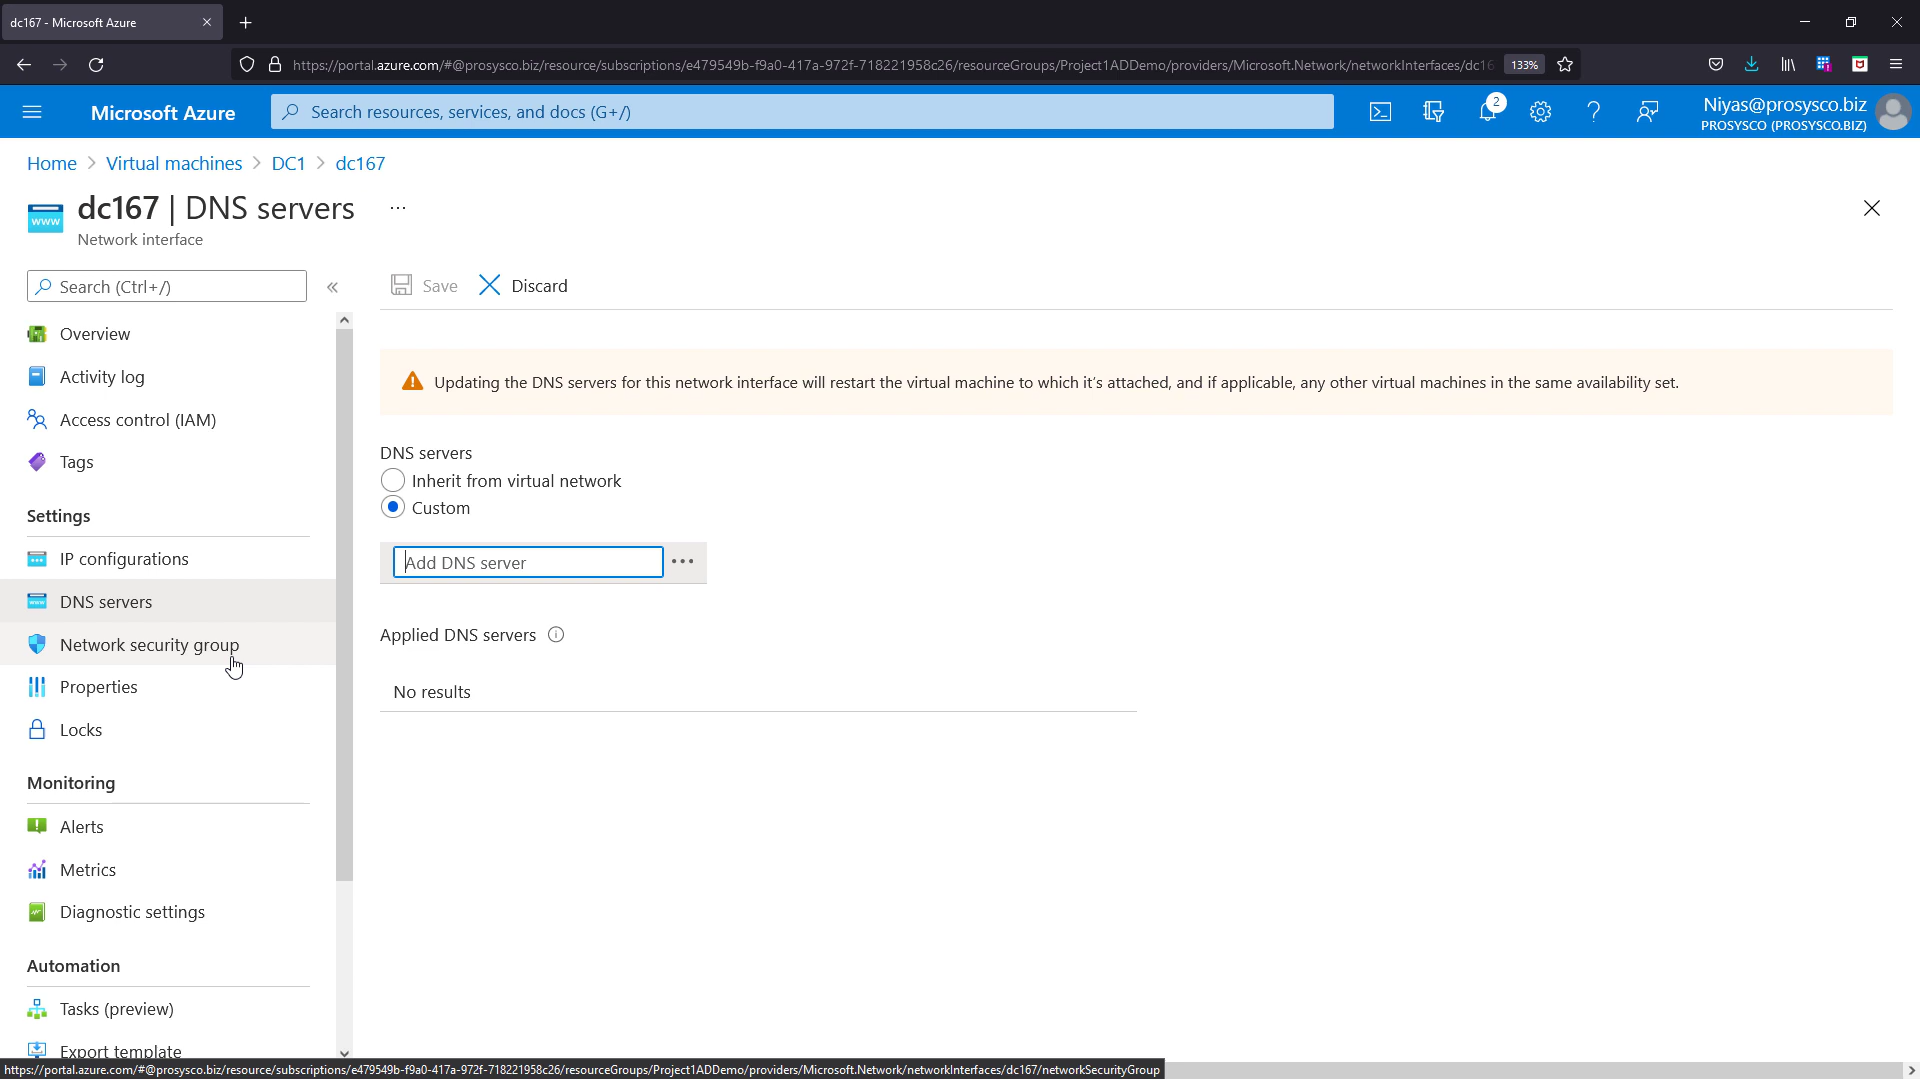 dc167 - Microsoft Azure
https://portal.azure.com/#@prosysco.biz/resource/subscriptions/e479549b-f9a0-417a-972f-718221958c26/resourceGroups/Project1ADDemo/providers/Microsoft.Network/networkInterfaces/dc16
133%
Microsoft Azure
Search resources, services, and docs (G+/)
2
Niyas@prosysco.biz
PROSYSCO (PROSYSCO.BIZ)
Home > Virtual machines > DC1 > dc167
www
dc167 | DNS servers ...
Network interface
Search (Ctrl+/)
«
Save
Discard
Overview
Activity log
Access control (IAM)
Tags
Settings
IP configurations
DNS servers
Network security group
Properties
Locks
Monitoring
Alerts
Metrics
Diagnostic settings
Automation
Tasks (preview)
Export template
Updating the DNS servers for this network interface will restart the virtual machine to which it's attached, and if applicable, any other virtual machines in the same availability set.
DNS servers
Inherit from virtual network
Custom
Add DNS server
Applied DNS servers
No results
https://portal.azure.com/#@prosysco.biz/resource/subscriptions/e479549b-f9a0-417a-972f-718221958c26/resourceGroups/Project1ADDemo/providers/Microsoft.Network/networkInterfaces/dc167/networkSecurityGroup